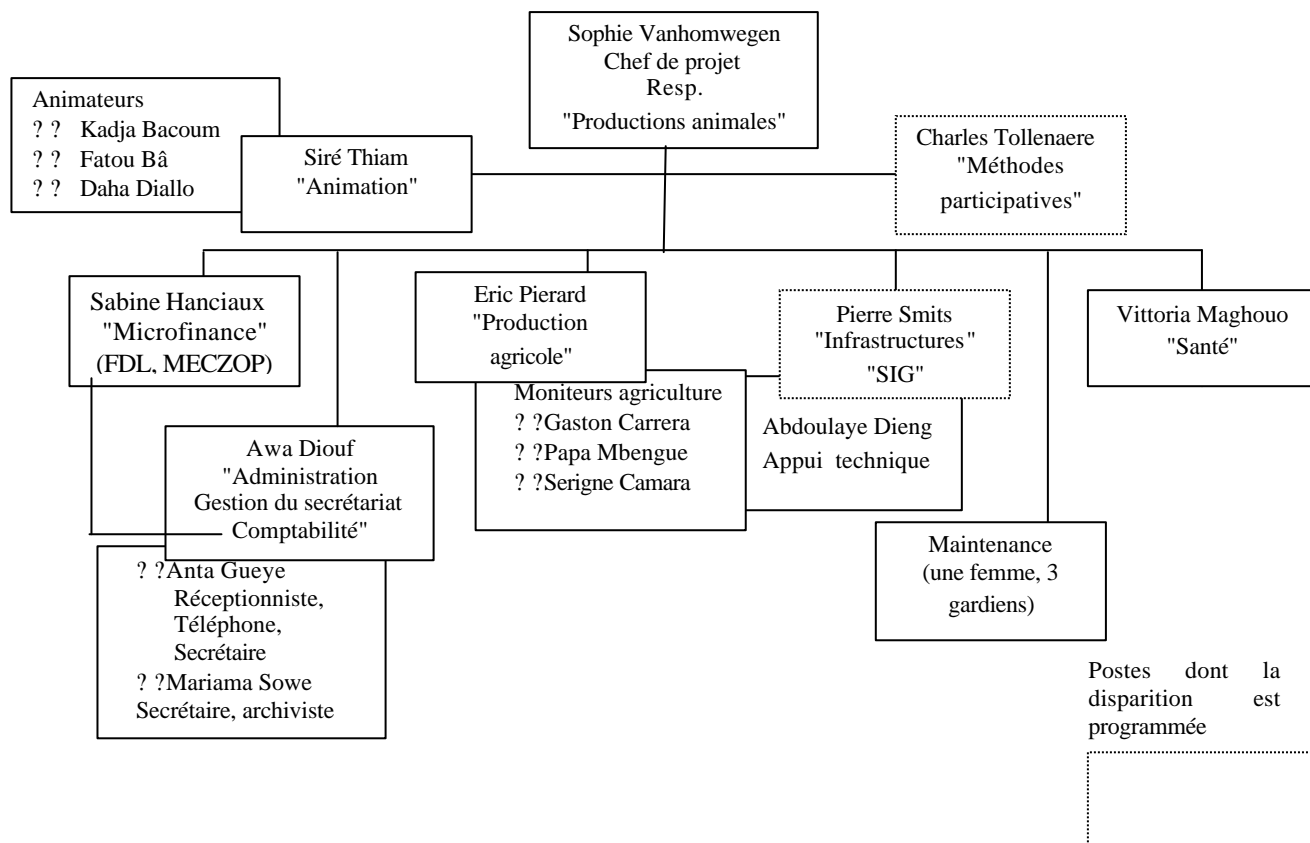 Sophie Vanhomwegen
Chef de projet
Resp.
"Productions animales"
Animateurs
? ? Kadja Bacoum
? ? Fatou Bâ
? ? Daha Diallo
Siré Thiam
"Animation"
Charles Tollenaere
"Méthodes
participatives"
Sabine Hanciaux
"Microfinance"
(FDL, MECZOP)
Eric Pierard
"Production
agricole"
Pierre Smits
"Infrastructures"
"SIG"
Vittoria Maghouo
"Santé"
Moniteurs agriculture
? ?Gaston Carrera
? ?Papa Mbengue
? ?Serigne Camara
Abdoulaye Dieng
Appui technique
Awa Diouf
"Administration
Gestion du secrétariat
Comptabilité"
? ?Anta Gueye
Réceptionniste,
Téléphone,
Secrétaire
? ?Mariama Sowe
Secrétaire, archiviste
Maintenance
(une femme, 3
gardiens)
Postes dont la
disparition est
programmée